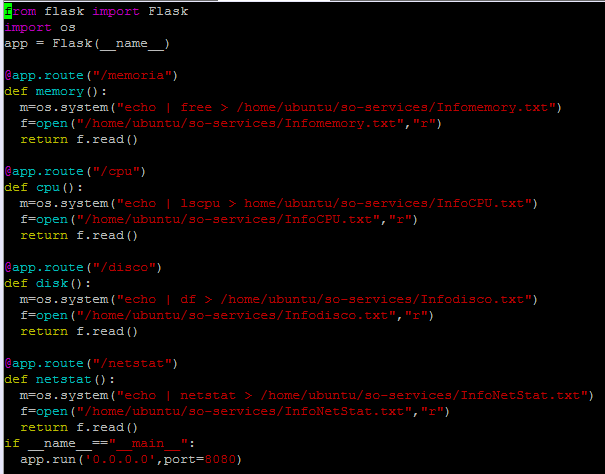 from flask import Flask
import os
app = Flask(__name__)

@app.route("/memoria")
def memory():
  m=os.system("echo | free > /home/ubuntu/so-services/Infomemory.txt")
  f=open("/home/ubuntu/so-services/Infomemory.txt","r")
  return f.read()

@app.route("/cpu")
def cpu():
  m=os.system("echo | lscpu > home/ubuntu/so-services/InfoCPU.txt")
  f=open("/home/ubuntu/so-services/InfoCPU.txt","r")
  return f.read()

@app.route("/disco")
def disk():
  m=os.system("echo | df > /home/ubuntu/so-services/Infodisco.txt")
  f=open("/home/ubuntu/so-services/Infodisco.txt","r")
  return f.read()

@app.route("/netstat")
def netstat():
  m=os.system("echo | netstat > /home/ubuntu/so-services/InfoNetStat.txt")
  f=open("/home/ubuntu/so-services/InfoNetStat.txt","r")
  return f.read()
if __name__=="__main__":
  app.run('0.0.0.0',port=8080)